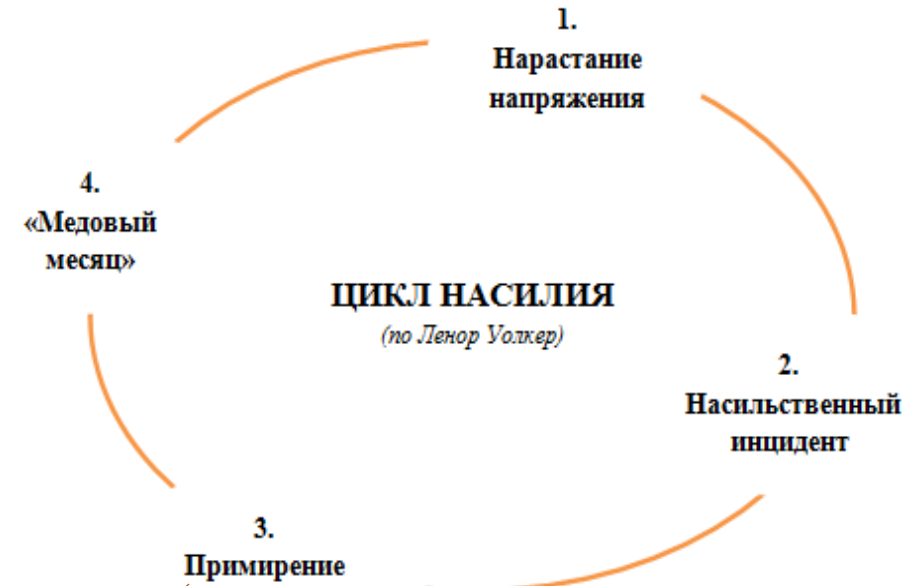 1.
Нарастание
напряжения
4.
«Медовый
месяц»
ЦИКЛ НАСИЛИЯ
(по Ленор Уолкер)
2.
Насильственный
инцидент
3.
Примирение